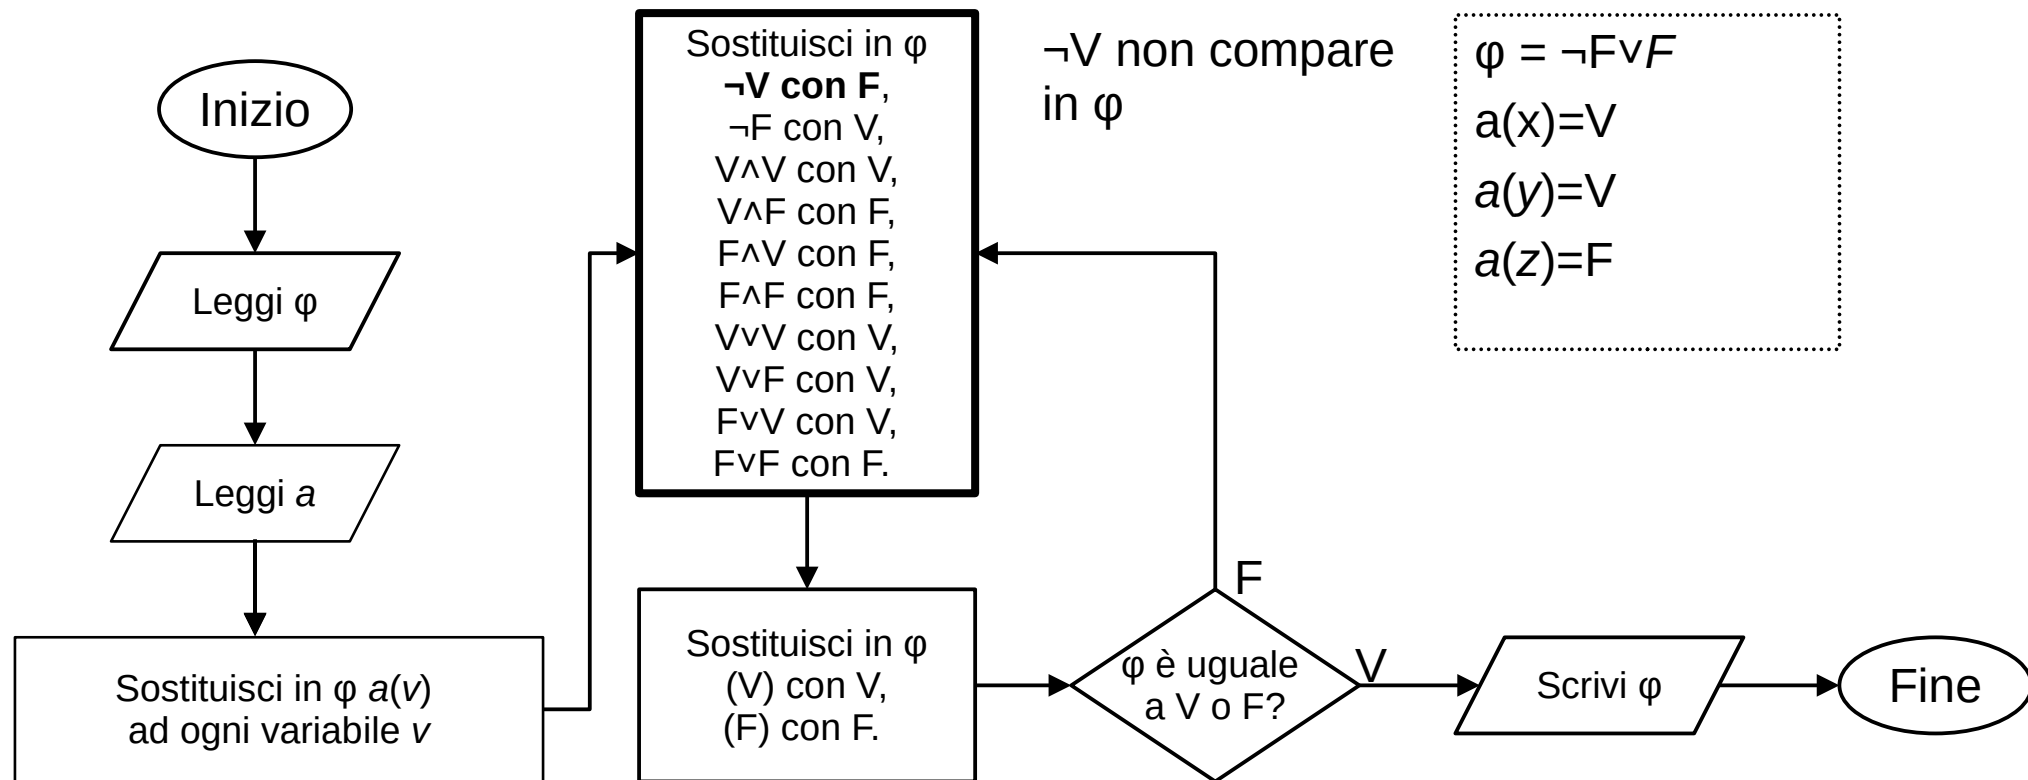 Inizio
Leggi φ
Leggi a
Sostituisci in φ a(v)
ad ogni variabile v
Sostituisci in φ
¬V con F,
¬F con V,
V∧V con V,
V∧F con F,
F∧V con F,
F∧F con F,
V∨V con V,
V∨F con V,
F∨V con V,
F∨F con F.
Sostituisci in φ
(V) con V,
(F) con F.
φ è uguale
a V o F?
F
V
Scrivi φ
Fine
¬V non compare
in φ
φ = ¬F∨F
a(x)=V
a(y)=V
a(z)=F